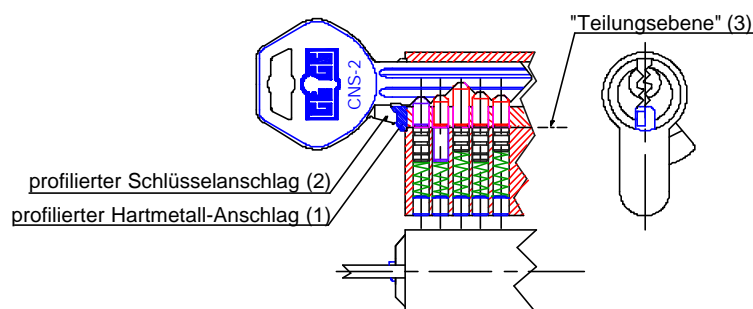 "Teilungsebene" (3)
CNS-2
profilierter Schlüsselanschlag (2)
profilierter Hartmetall-Anschlag (1)